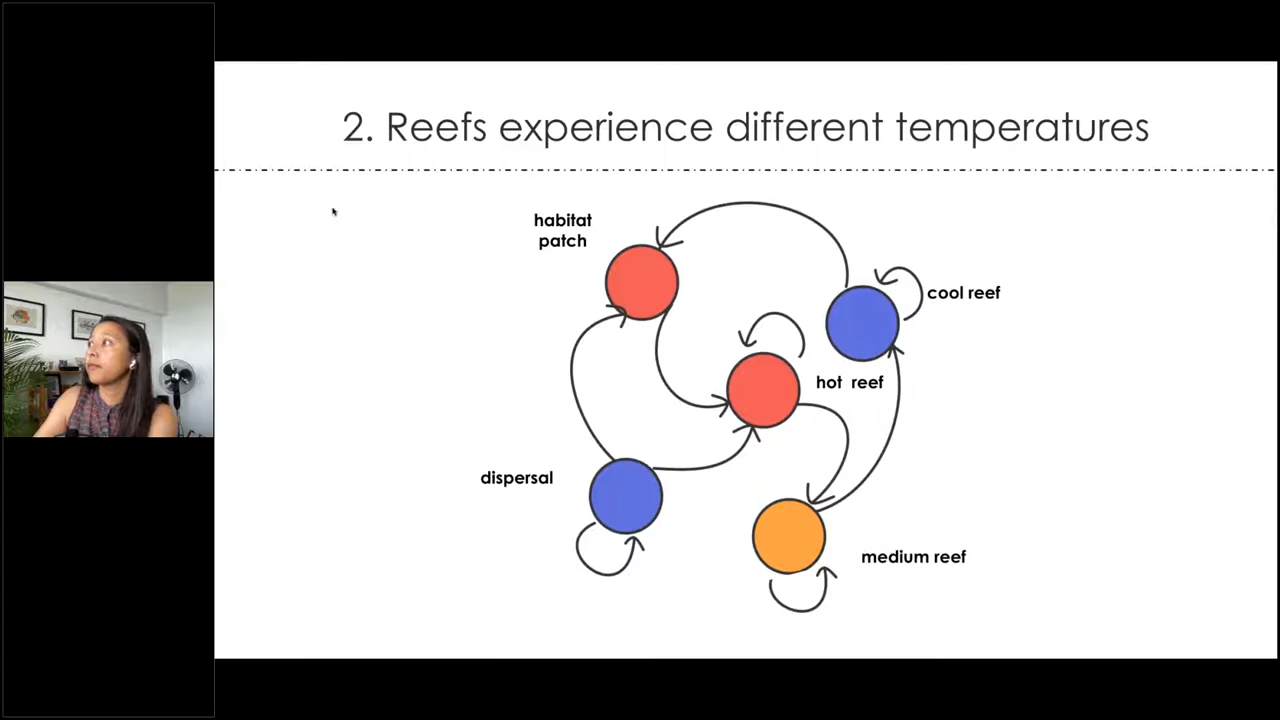 2. Reefs experience different temperatures
habitat
patch
cool reef
hot reef
dispersal
medium reef